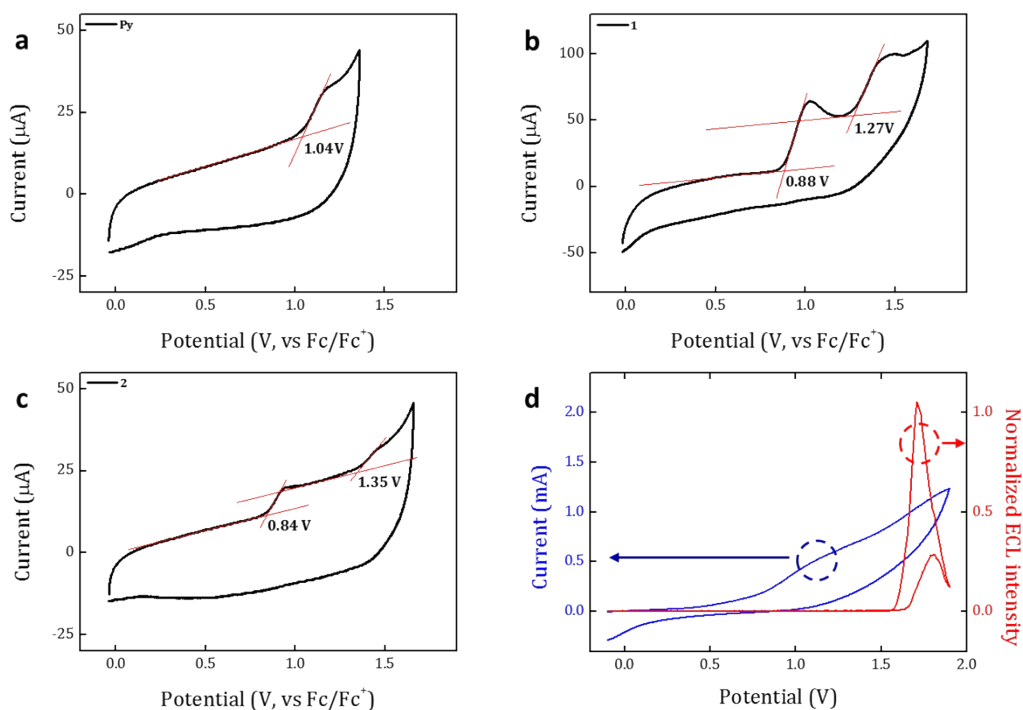 a
Py
50
25
0
-25
Current (μA)
1.04V
0.0
0.5
1.0
1.5
Potential (V, vs Fc/Fc⁺)
b
1
100
50
0
-50
Current (μA)
1.27V
0.88 V
0.0
0.5
1.0
1.5
Potential (V, vs Fc/Fc⁺)
c
2
50
25
0
-25
Current (μA)
1.35 V
0.84 V
0.0
0.5
1.0
1.5
Potential (V, vs Fc/Fc⁺)
d
2.0
1.5
1.0
0.5
0.0
Current (mA)
1.0
0.5
0.0
Normalized ECL
intensity
0.0
0.5
1.0
1.5
2.0
Potential (V)